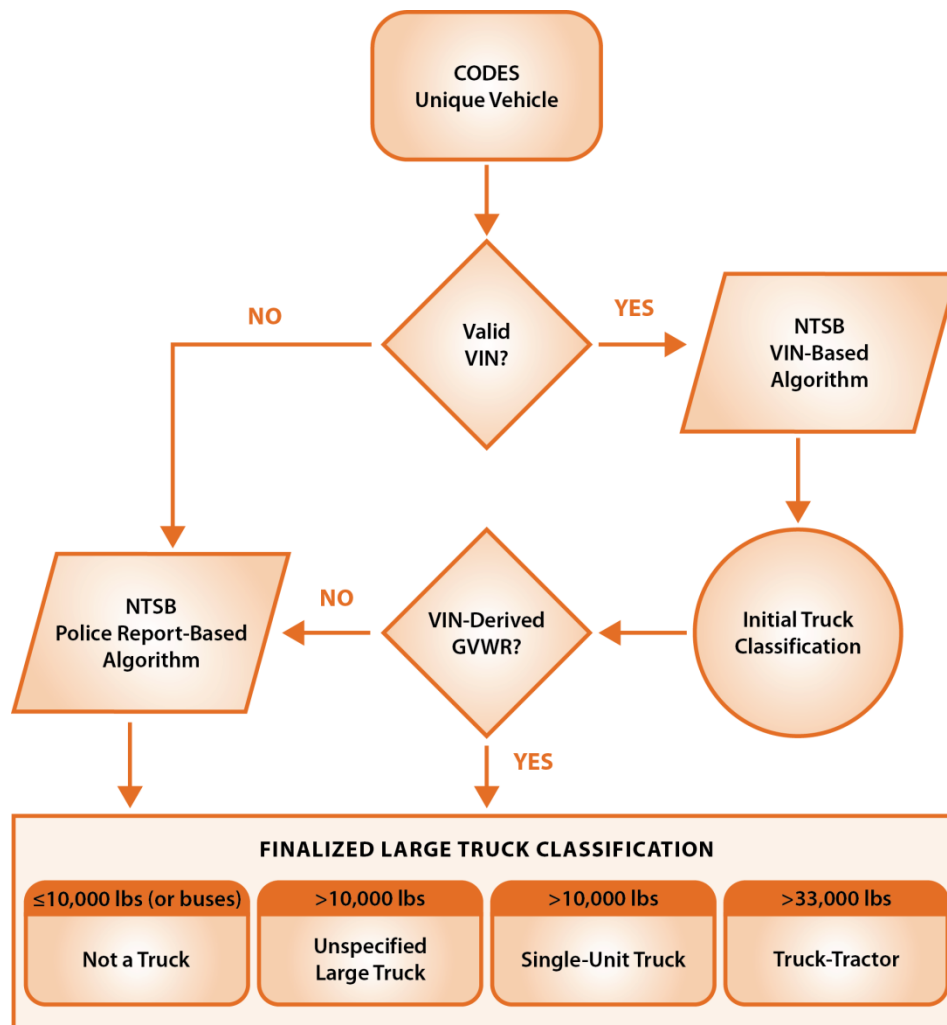 CODES
Unique Vehicle
NO
Valid
VIN?
YES
NTSB
VIN-Based
Algorithm
NTSB
Police Report-Based
Algorithm
NO
VIN-Derived
GVWR?
Initial Truck
Classification
YES
FINALIZED LARGE TRUCK CLASSIFICATION
≤10,000 lbs (or buses)
Not a Truck
>10,000 lbs
Unspecified
Large Truck
>10,000 lbs
Single-Unit Truck
>33,000 lbs
Truck-Tractor